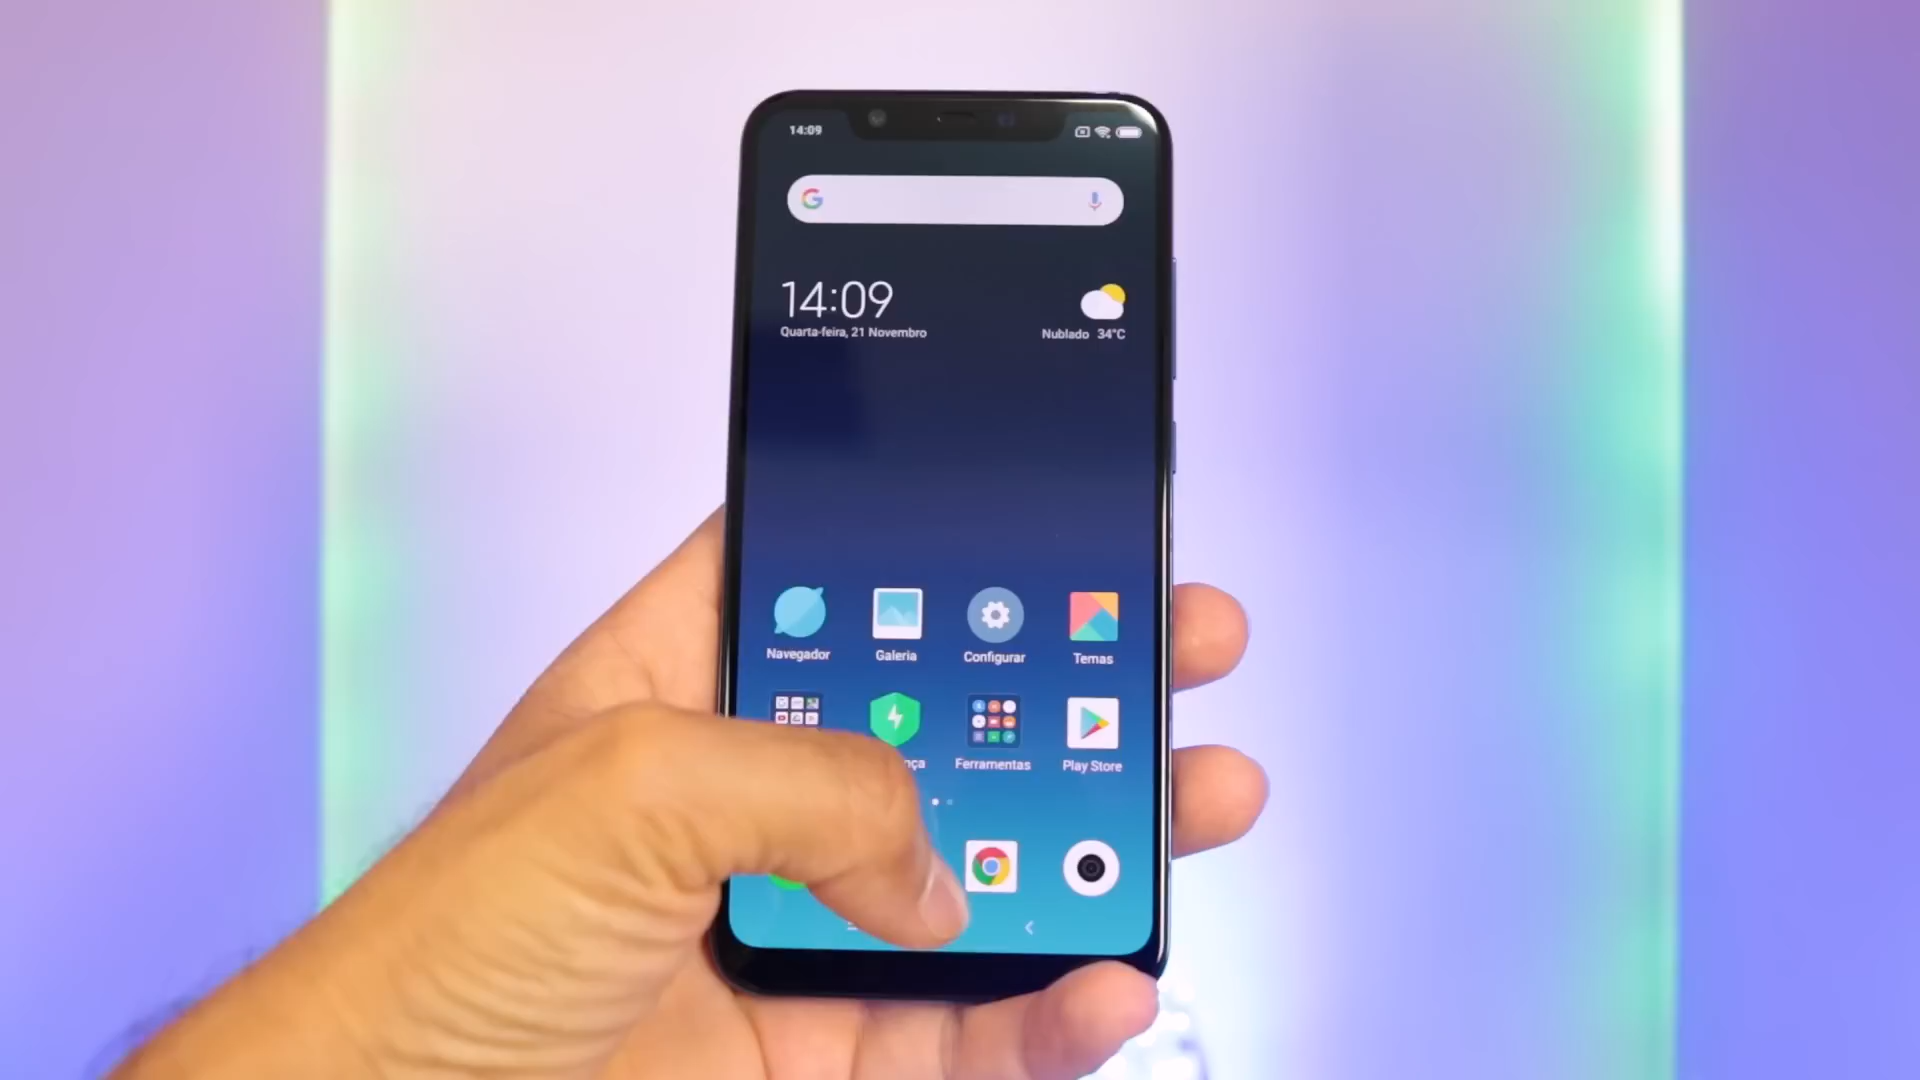 14:09
14:09
Quarta-feira, 21 Novembro
Nublado 34°C
Navegador
Galeria
Configurar
Temas
Ferramentas
Play Store